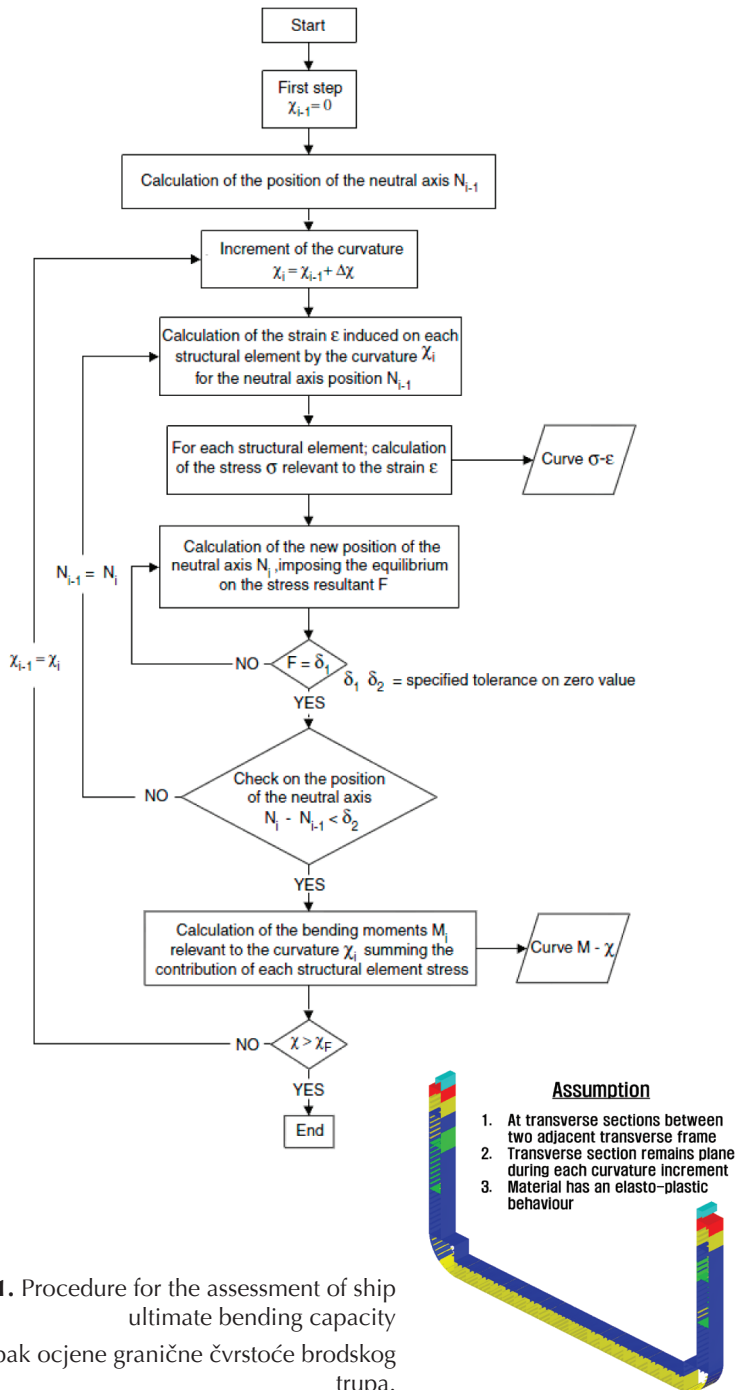 Start
First step
χi-1=0
Calculation of the position of the neutral axis Ni-1
Increment of the curvature
χi = χi-1 + Δχ
Calculation of the strain ε induced on each
structural element by the curvature χi
for the neutral axis position Ni-1
For each structural element; calculation
of the stress σ relevant to the strain ε
Curve σ-ε
Calculation of the new position of the
neutral axis Ni ,imposing the equilibrium
on the stress resultant F
Ni-1 = Ni
χi-1 = χi
NO
F = δ1
δ1 δ2 = specified tolerance on zero value
YES
Check on the position
of the neutral axis
Ni - Ni-1 < δ2
NO
YES
Calculation of the bending moments Mi
relevant to the curvature χi summing the
contribution of each structural element stress
Curve M - χ
NO
χ > χF
YES
End
Assumption
1. At transverse sections between
two adjacent transverse frame
2. Transverse section remains plane
during each curvature increment
3. Material has an elasto-plastic
behaviour
1. Procedure for the assessment of ship
ultimate bending capacity
pak ocjene granične čvrstoće brodskog
trupa.